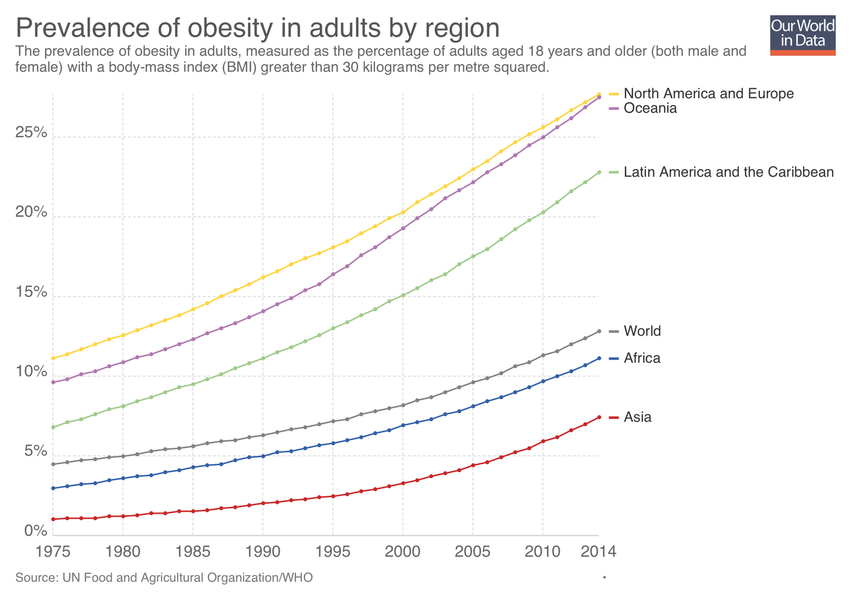 Prevalence of obesity in adults by region
Our World
in Data
The prevalence of obesity in adults, measured as the percentage of adults aged 18 years and older (both male and
female) with a body-mass index (BMI) greater than 30 kilograms per metre squared.
North America and Europe
Oceania
25%
Latin America and the Caribbean
20%
15%
World
10%
Africa
Asia
5%
0%
1975 1980 1985 1990 1995 2000 2005 2010 2014
Source: UN Food and Agricultural Organization/WHO